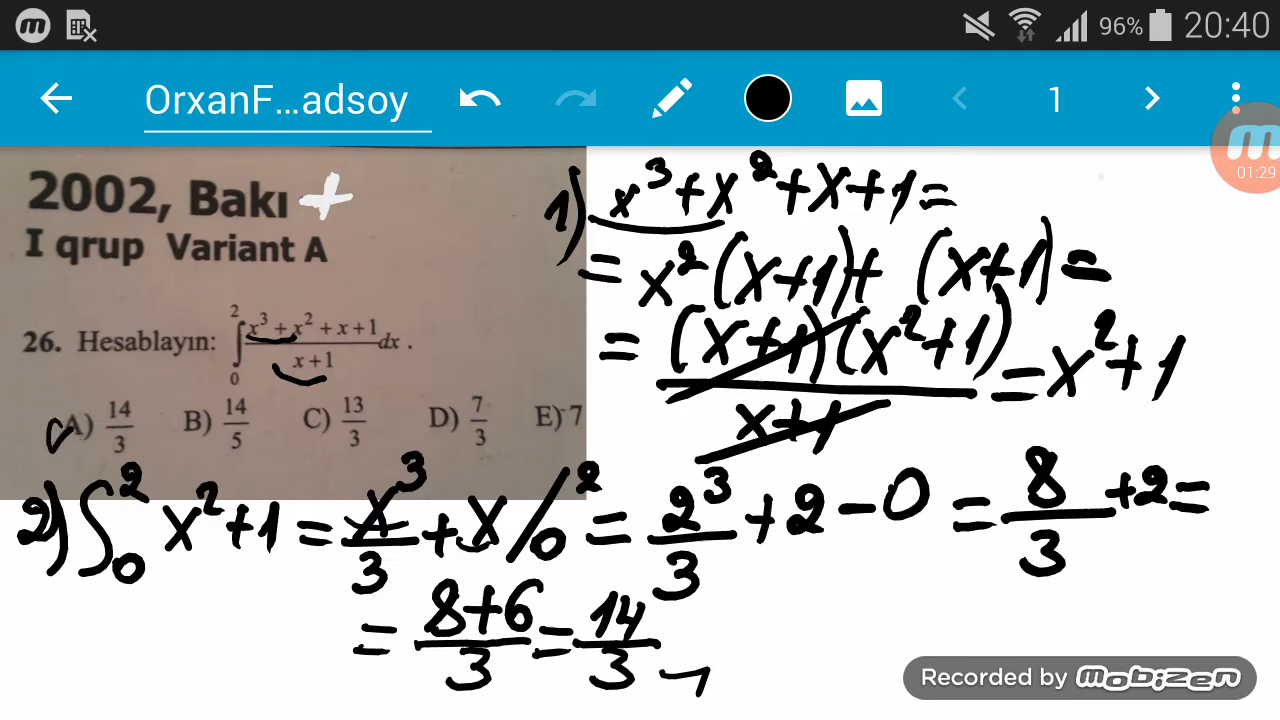 96% 20:40
OrxanF...adsoy 1
01:29
2002, Bakı +
I qrup Variant A
26. Hesablayın: ∫₀² (x³ + x² + x + 1)/(x + 1) dx .
A) 14/3 B) 14/5 C) 13/3 D) 7/3 E) 7
1) x³ + x² + x + 1 =
= x²(x+1) + (x+1) =
= (x+1)(x²+1)/(x+1) = x² + 1
2) ∫₀² x² + 1 = x³/3 + x /₀² = 2³/3 + 2 - 0 = 8/3 + 2 =
= (8+6)/3 = 14/3
Recorded by mobizen